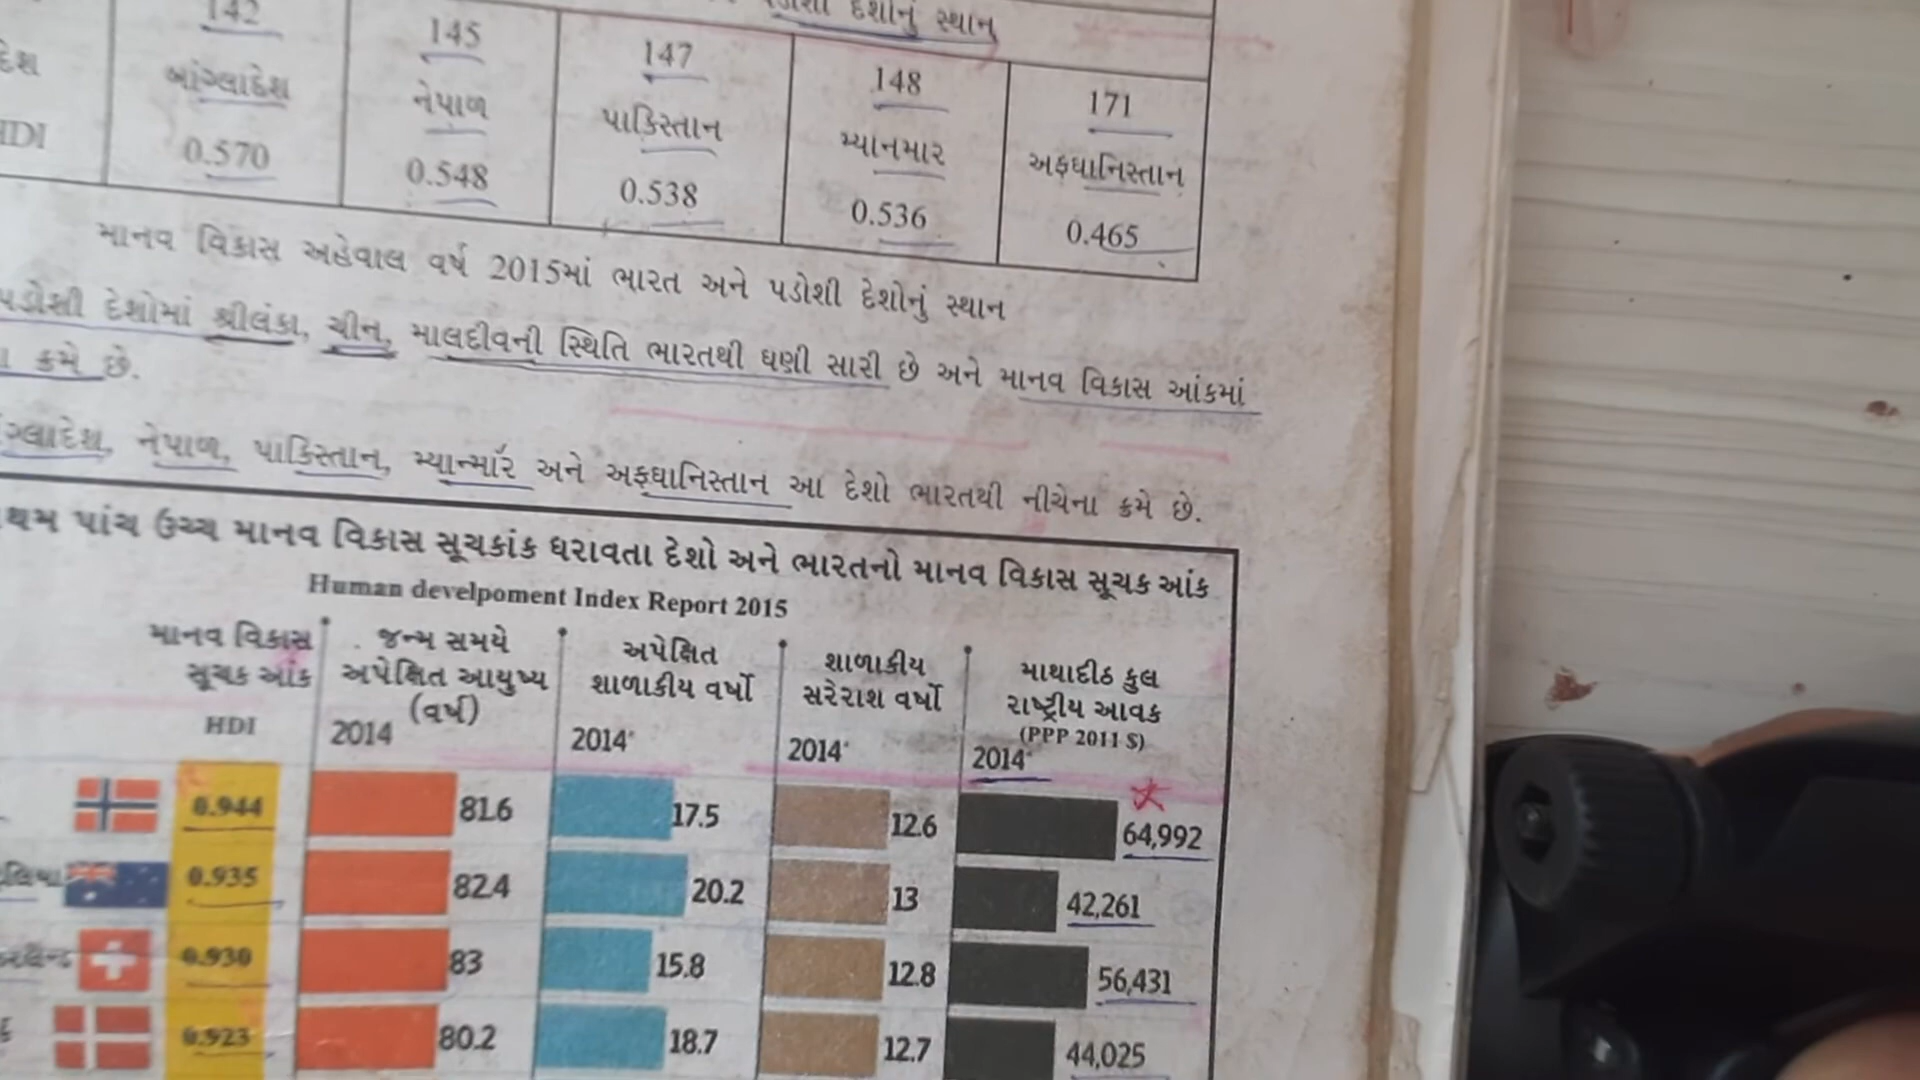 દેશોનું સ્થાન
142 145 147 148 171
દેશ બાંગ્લાદેશ નેપાળ પાકિસ્તાન મ્યાનમાર અફઘાનિસ્તાન
HDI 0.570 0.548 0.538 0.536 0.465
માનવ વિકાસ અહેવાલ વર્ષ 2015માં ભારત અને પડોશી દેશોનું સ્થાન
પડોશી દેશોમાં શ્રીલંકા, ચીન, માલદીવની સ્થિતિ ભારતથી ઘણી સારી છે અને માનવ વિકાસ આંકમાં
ક્રમે છે.
નેપાળ, પાકિસ્તાન, મ્યાન્માૅર અને અફઘાનિસ્તાન આ દેશો ભારતથી નીચેના ક્રમે છે.
પાંચ ઉચ્ચ માનવ વિકાસ સૂચકાંક ધરાવતા દેશો અને ભારતનો માનવ વિકાસ સૂચક આંક
Human develpoment Index Report 2015
માનવ વિકાસ જન્મ સમયે અપેક્ષિત શાળાકીય માથાદીઠ કુલ
સૂચક આંક અપેક્ષિત આયુષ્ય શાળાકીય વર્ષો સરેરાશ વર્ષો રાષ્ટ્રીય આવક
(વર્ષ) (PPP 2011 $)
HDI 2014 2014* 2014* 2014*
0.944 81.6 17.5 12.6 64,992
0.935 82.4 20.2 13 42,261
0.930 83 15.8 12.8 56,431
0.923 80.2 18.7 12.7 44,025